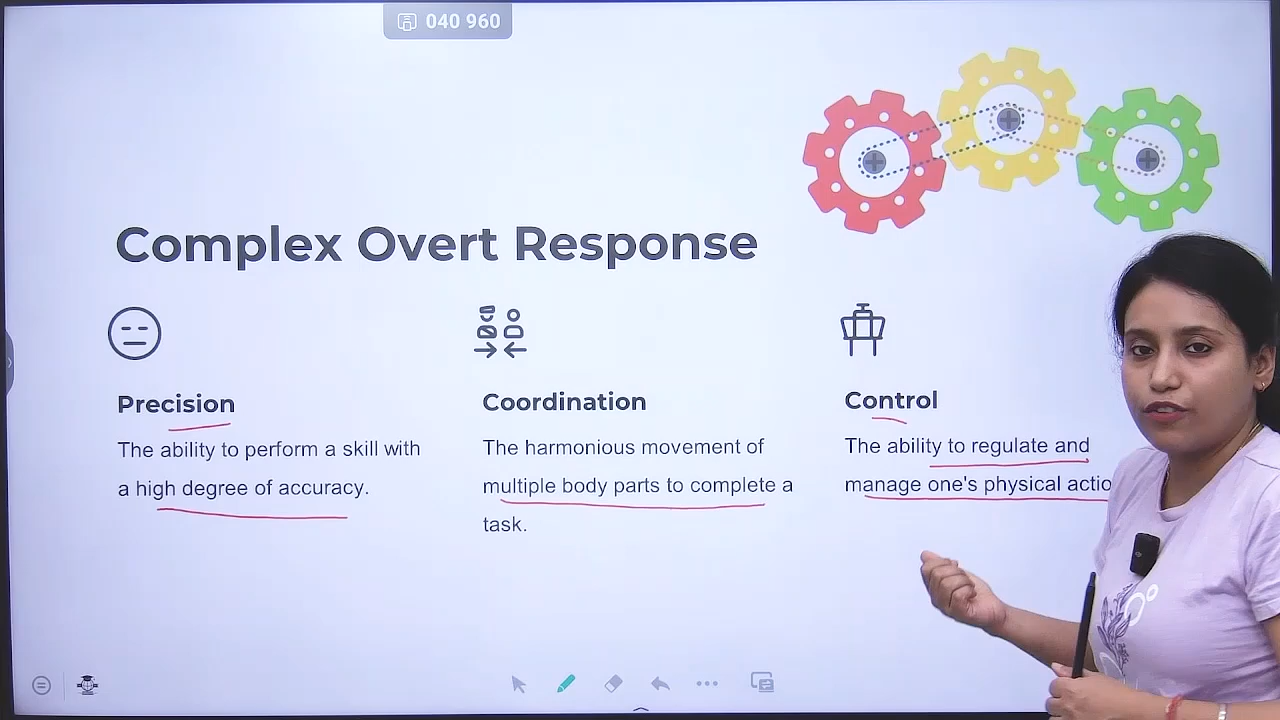 040 960
Complex Overt Response
Precision
The ability to perform a skill with
a high degree of accuracy.
Coordination
The harmonious movement of
multiple body parts to complete a
task.
Control
The ability to regulate and
manage one's physical actio